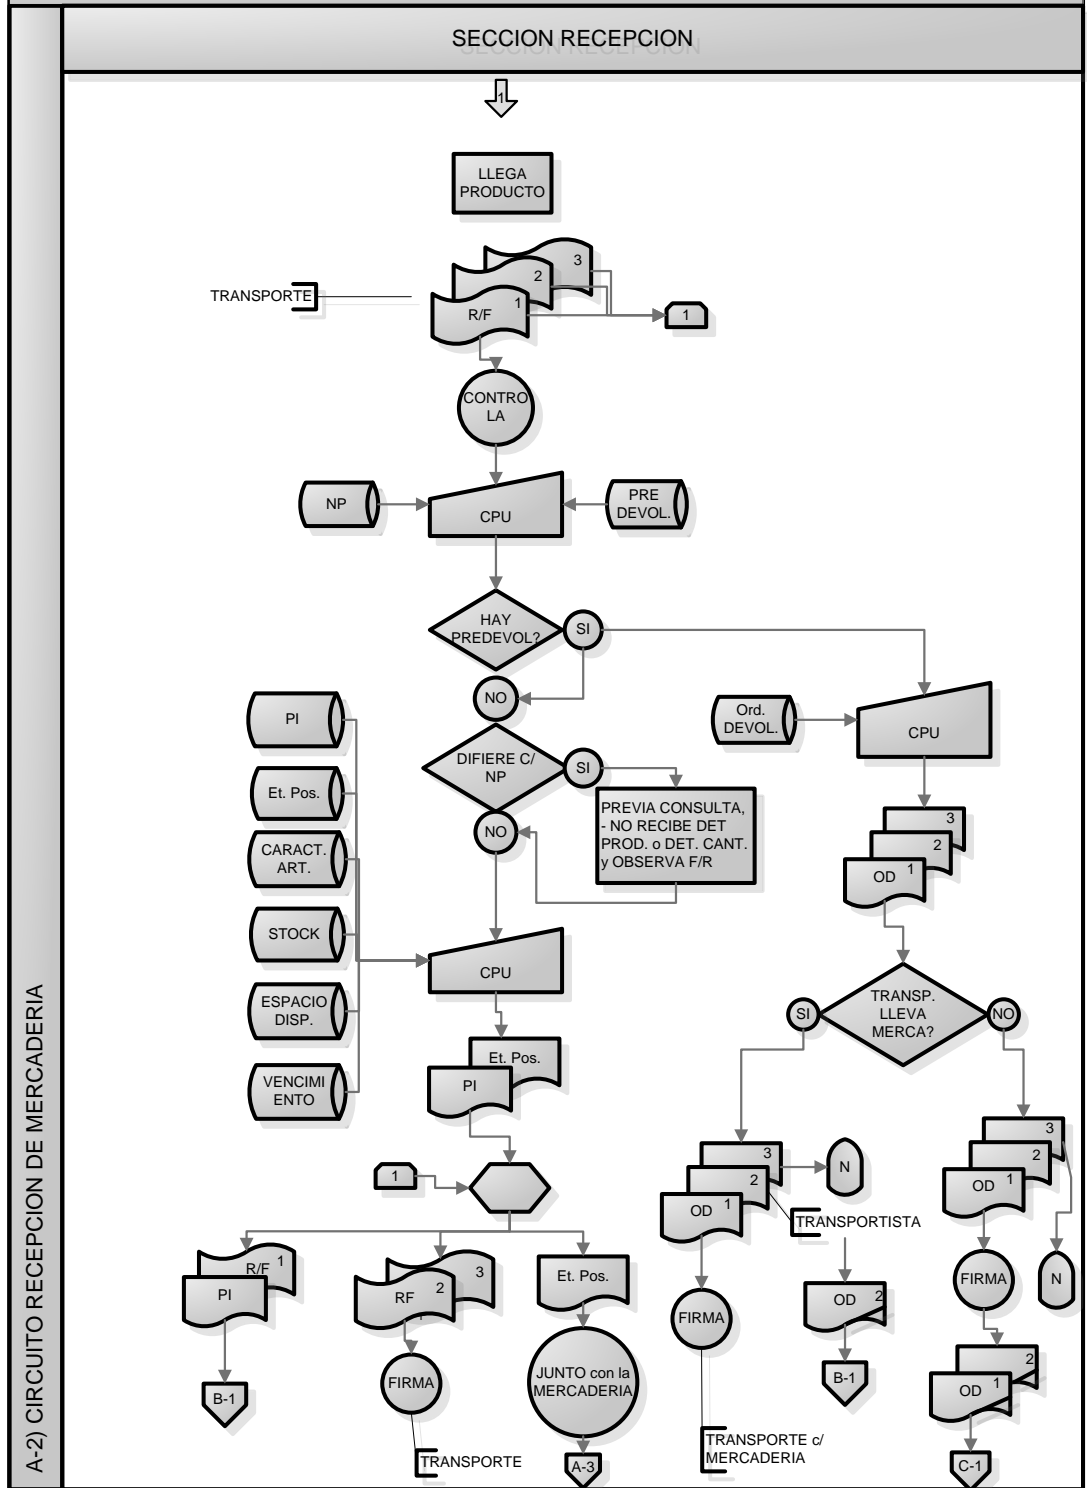 SECCION RECEPCION
A-2) CIRCUITO RECEPCION DE MERCADERIA
1
LLEGA
PRODUCTO
TRANSPORTE
3
2
1
R/F
1
CONTRO
LA
NP
CPU
PRE
DEVOL.
HAY
PREDEVOL?
SI
NO
PI
Ord.
DEVOL.
CPU
DIFIERE C/
NP
SI
Et. Pos.
PREVIA CONSULTA,
- NO RECIBE DET
PROD. o DET. CANT.
y OBSERVA F/R
NO
3
2
1
OD
CARACT.
ART.
STOCK
CPU
ESPACIO
DISP.
TRANSP.
LLEVA
MERCA?
SI
NO
Et. Pos.
PI
VENCIMI
ENTO
1
3
2
1
OD
N
TRANSPORTISTA
3
2
1
OD
R/F 1
PI
3
2
RF
Et. Pos.
FIRMA
OD 2
FIRMA
N
B-1
FIRMA
JUNTO con la
MERCADERIA
B-1
2
1
OD
TRANSPORTE
A-3
TRANSPORTE c/
MERCADERIA
C-1